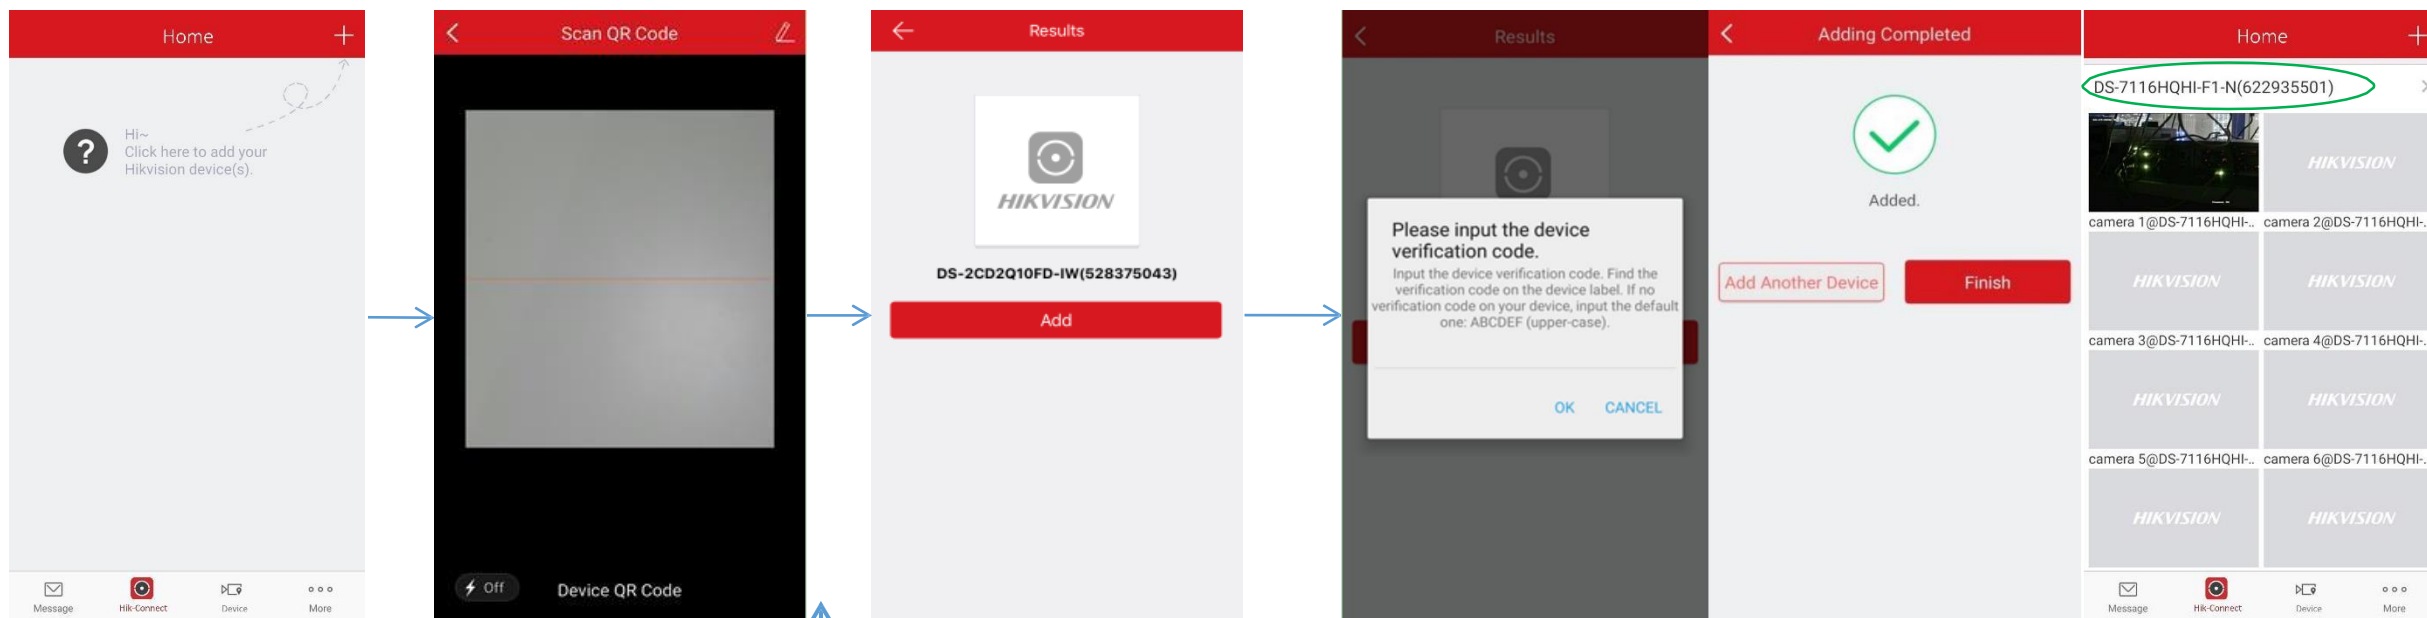 Home
Hi~
Click here to add your
Hikvision device(s).
Message
Hik-Connect
Device
More
Scan QR Code
Off
Device QR Code
Results
HIKVISION
DS-2CD2Q10FD-IW(528375043)
Add
Results
Please input the device
verification code.
Input the device verification code. Find the
verification code on the device label. If no
verification code on your device, input the default
one: ABCDEF (upper-case).
OK CANCEL
Adding Completed
Added.
Add Another Device
Finish
Home
DS-7116HQHI-F1-N(622935501)
HIKVISION
camera 1@DS-7116HQHI-.. camera 2@DS-7116HQHI-..
HIKVISION HIKVISION
camera 3@DS-7116HQHI-.. camera 4@DS-7116HQHI-..
HIKVISION HIKVISION
camera 5@DS-7116HQHI-.. camera 6@DS-7116HQHI-..
HIKVISION HIKVISION
Message
Hik-Connect
Device
More